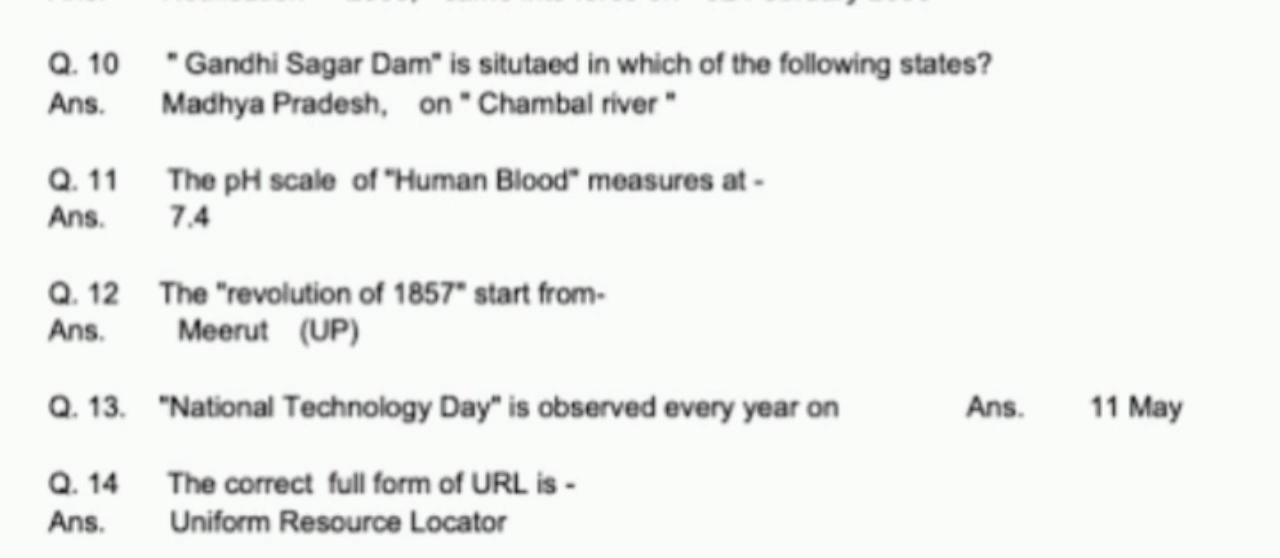 Q. 10 " Gandhi Sagar Dam" is situtaed in which of the following states?
Ans. Madhya Pradesh, on " Chambal river "
Q. 11 The pH scale of "Human Blood" measures at -
Ans. 7.4
Q. 12 The "revolution of 1857" start from-
Ans. Meerut (UP)
Q. 13. "National Technology Day" is observed every year on Ans. 11 May
Q. 14 The correct full form of URL is -
Ans. Uniform Resource Locator